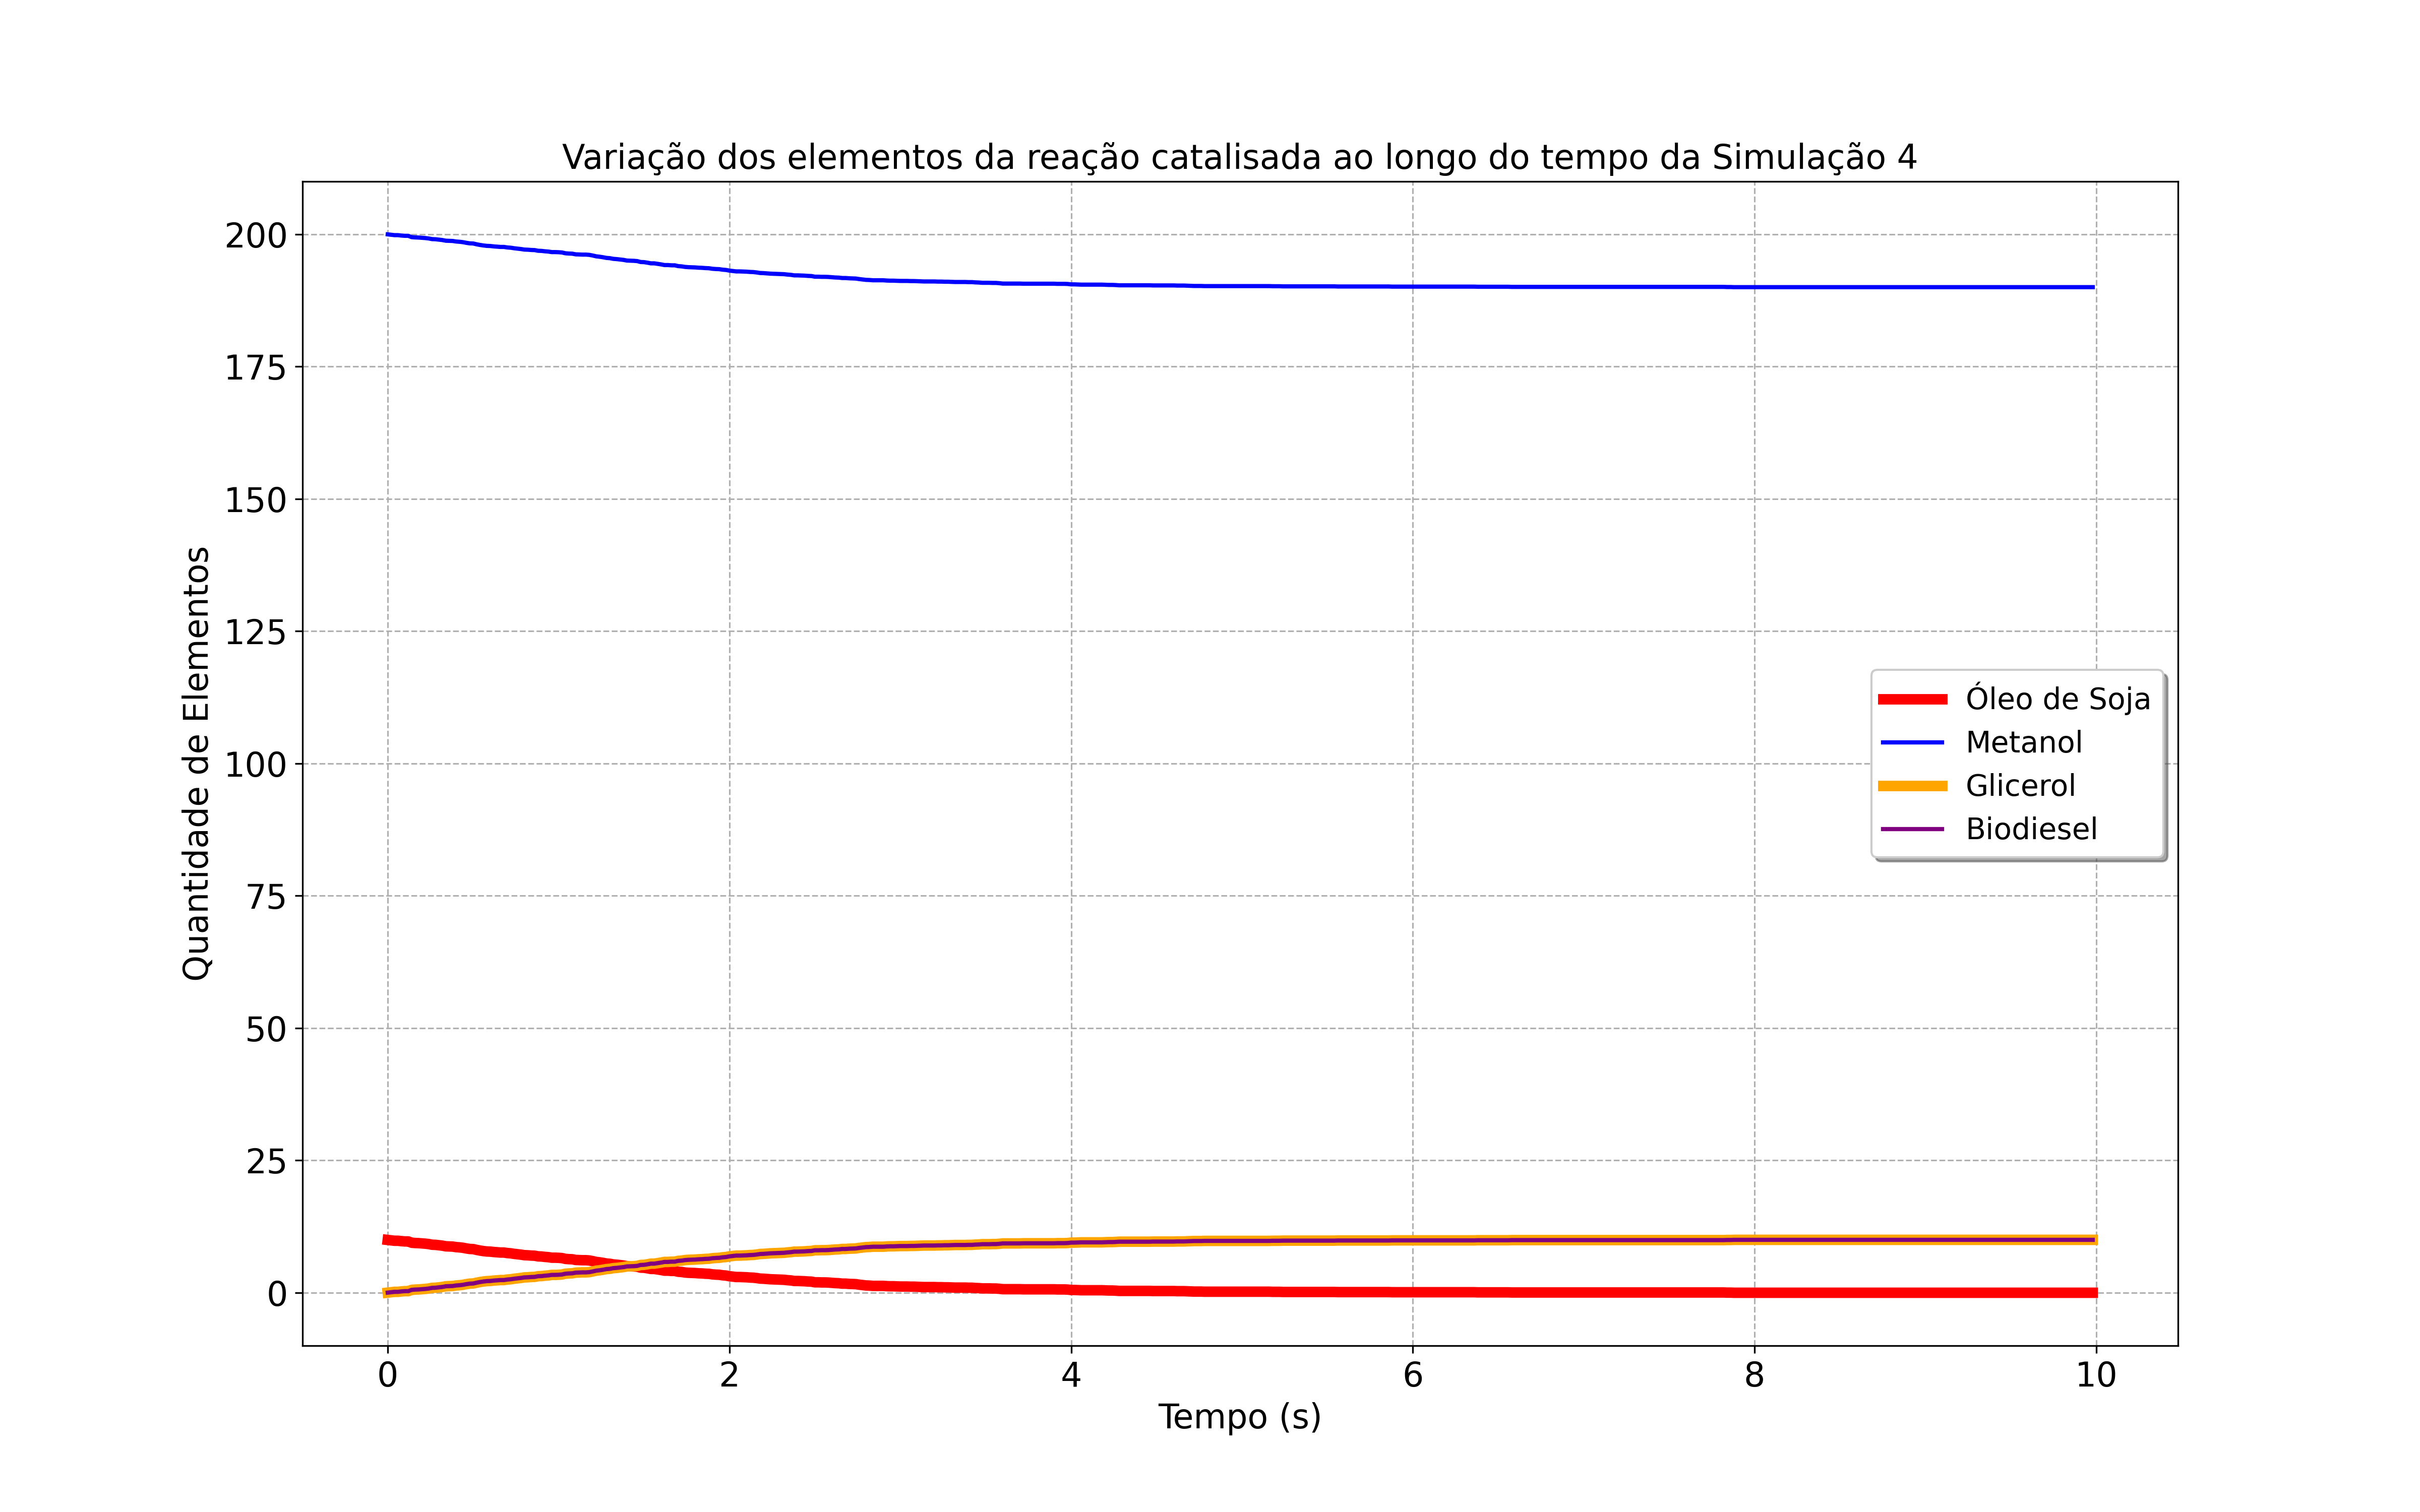 Variação dos elementos da reação catalisada ao longo do tempo da Simulação 4
Quantidade de Elementos
200
175
150
125
100
75
50
25
0
Óleo de Soja
Metanol
Glicerol
Biodiesel
0 2 4 6 8 10
Tempo (s)